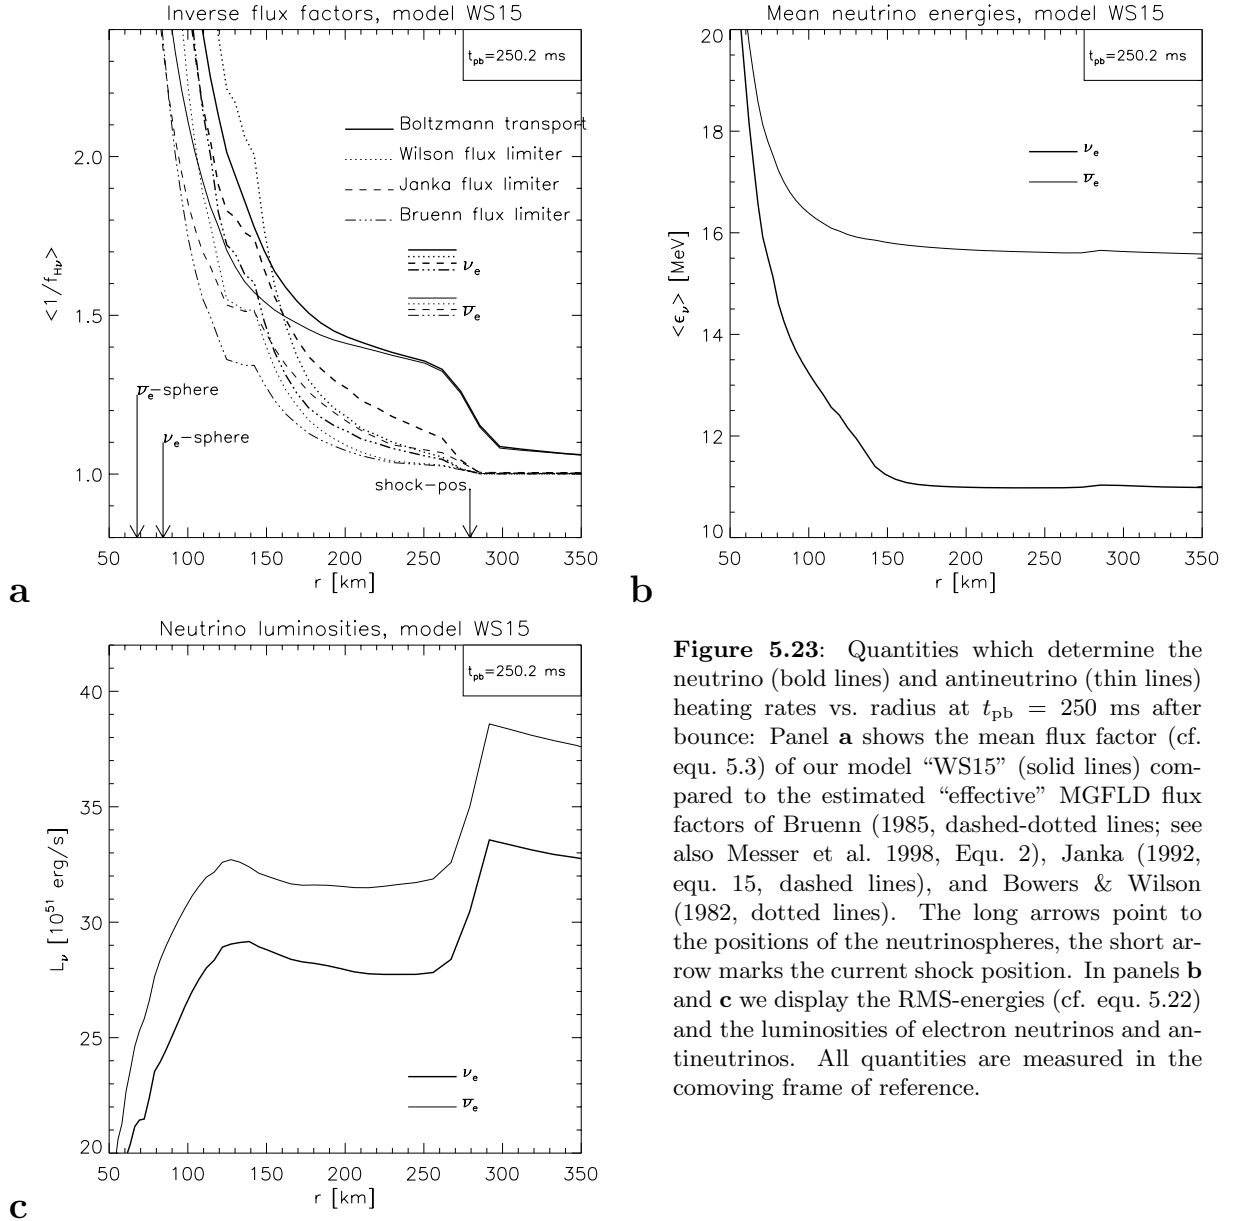 Inverse flux factors, model WS15
t_pb=250.2 ms
2.0
1.5
1.0
<1/f_Hν>
Boltzmann transport
Wilson flux limiter
Janka flux limiter
Bruenn flux limiter
ν_e
ν̅_e
ν̅_e-sphere
ν_e-sphere
shock-pos.
50 100 150 200 250 300 350
r [km]
a
Mean neutrino energies, model WS15
t_pb=250.2 ms
20
18
16
14
12
10
<ϵ_ν> [MeV]
ν_e
ν̅_e
50 100 150 200 250 300 350
r [km]
b
Neutrino luminosities, model WS15
t_pb=250.2 ms
40
35
30
25
20
L_ν [10^51 erg/s]
ν_e
ν̅_e
50 100 150 200 250 300 350
r [km]
c
Figure 5.23: Quantities which determine the
neutrino (bold lines) and antineutrino (thin lines)
heating rates vs. radius at t_pb = 250 ms after
bounce: Panel a shows the mean flux factor (cf.
equ. 5.3) of our model “WS15” (solid lines) com-
pared to the estimated “effective” MGFLD flux
factors of Bruenn (1985, dashed-dotted lines; see
also Messer et al. 1998, Equ. 2), Janka (1992,
equ. 15, dashed lines), and Bowers & Wilson
(1982, dotted lines). The long arrows point to
the positions of the neutrinospheres, the short ar-
row marks the current shock position. In panels b
and c we display the RMS-energies (cf. equ. 5.22)
and the luminosities of electron neutrinos and an-
tineutrinos. All quantities are measured in the
comoving frame of reference.